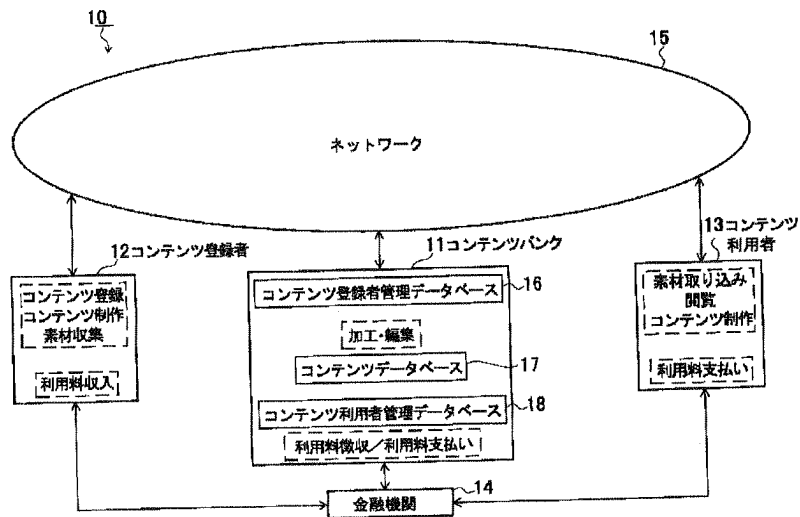 10
15
ネットワーク
12コンテンツ登録者
コンテンツ登録
コンテンツ制作
素材収集
利用料収入
11コンテンツバンク
コンテンツ登録者管理データベース
16
加工・編集
コンテンツデータベース
17
コンテンツ利用者管理データベース
18
利用料徴収／利用料支払い
13コンテンツ
利用者
素材取り込み
閲覧
コンテンツ制作
利用料支払い
金融機関
14